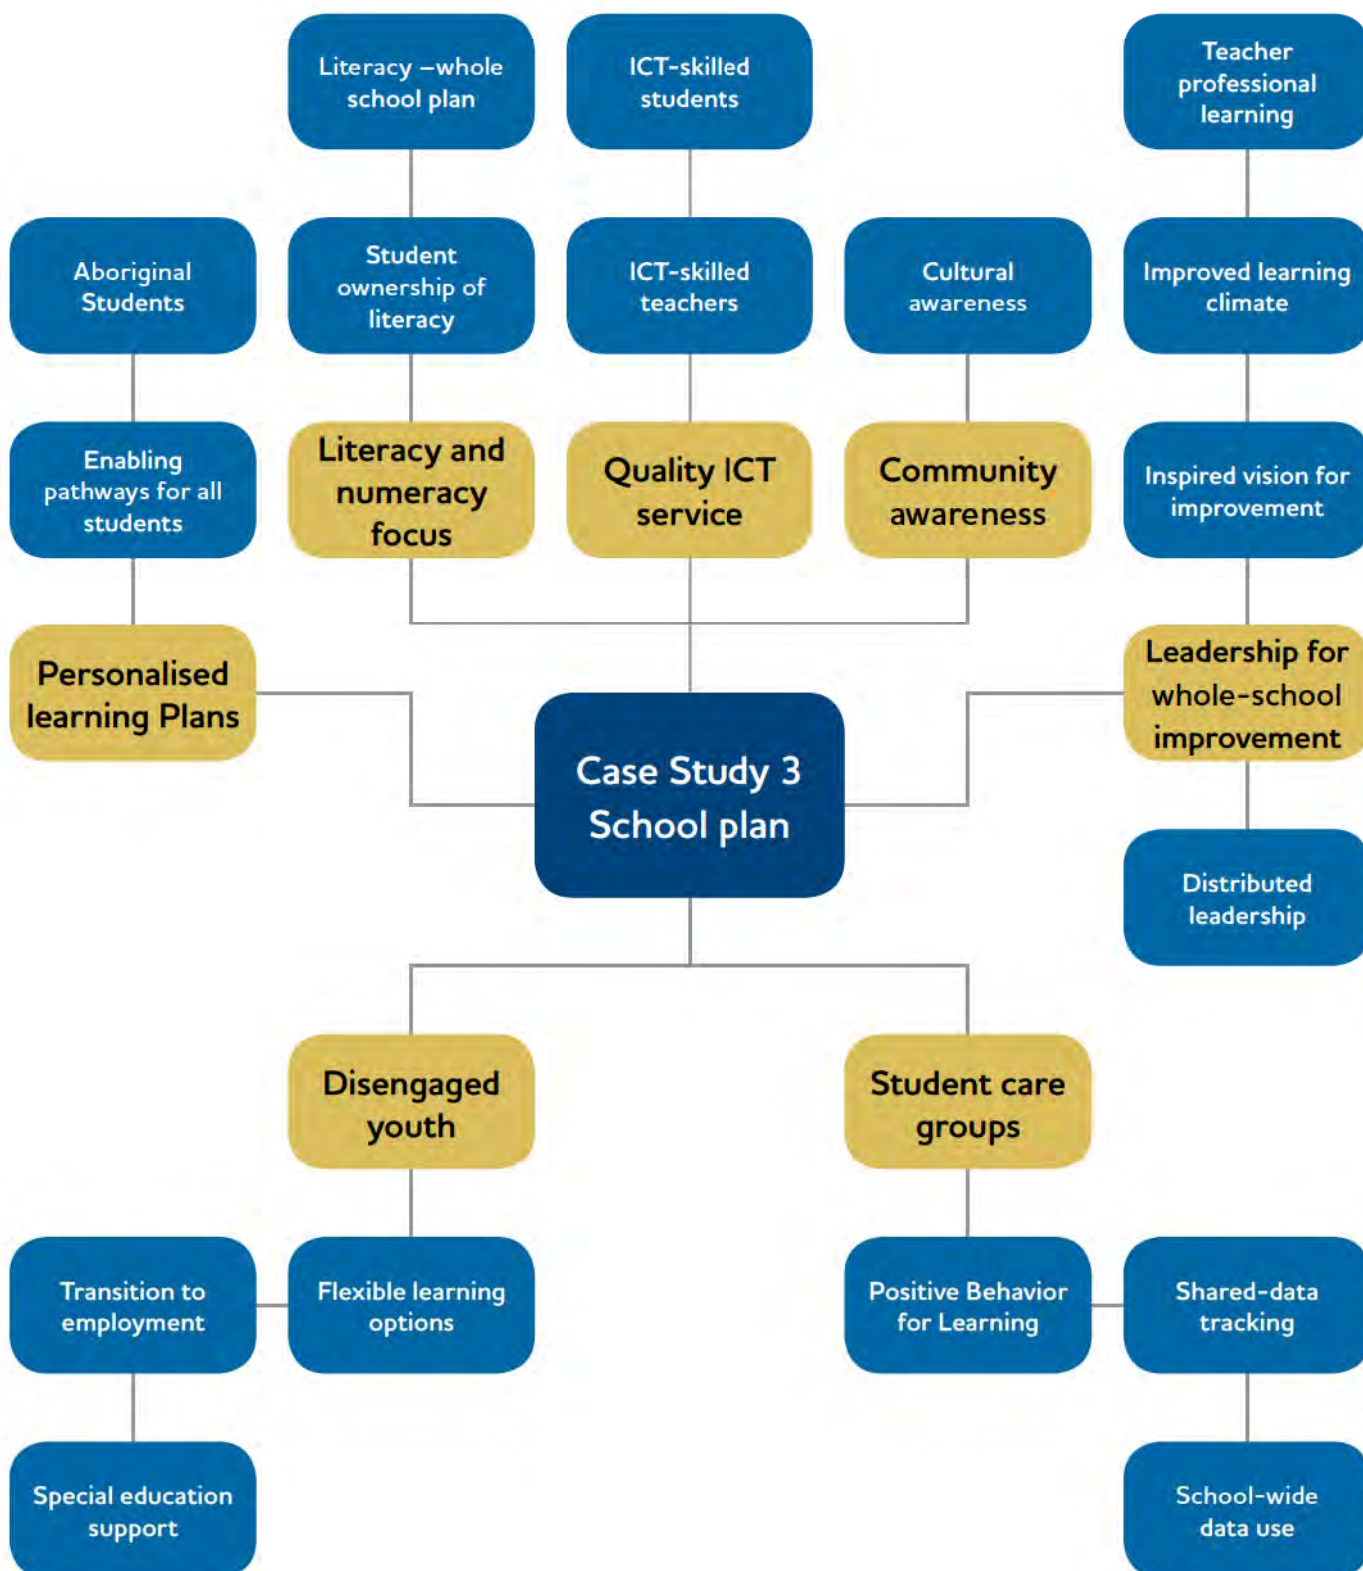 Literacy –whole
school plan
ICT-skilled
students
Teacher
professional
learning
Aboriginal
Students
Student
ownership of
literacy
ICT-skilled
teachers
Cultural
awareness
Improved learning
climate
Enabling
pathways for all
students
Literacy and
numeracy
focus
Quality ICT
service
Community
awareness
Inspired vision for
improvement
Personalised
learning Plans
Leadership for
whole-school
improvement
Case Study 3
School plan
Distributed
leadership
Disengaged
youth
Student care
groups
Transition to
employment
Flexible learning
options
Positive Behavior
for Learning
Shared-data
tracking
Special education
support
School-wide
data use